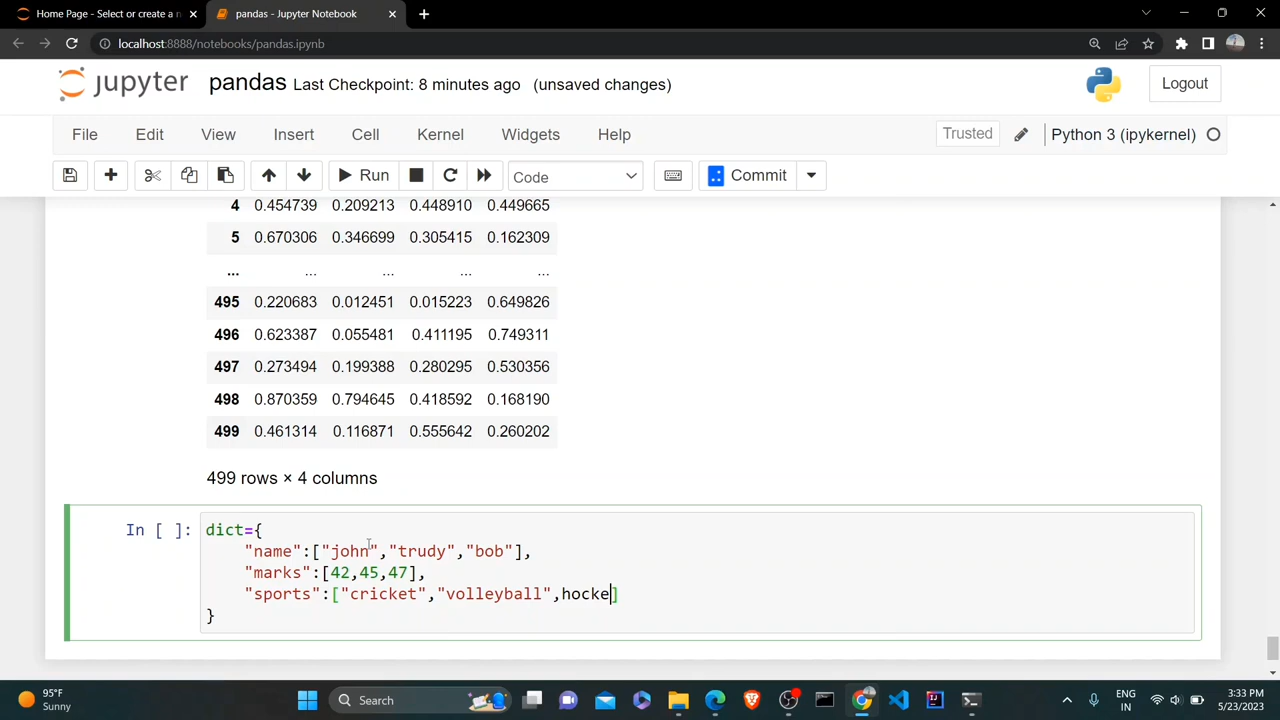 Home Page - Select or create a n
pandas - Jupyter Notebook
localhost:8888/notebooks/pandas.ipynb
jupyter pandas Last Checkpoint: 8 minutes ago (unsaved changes) Logout
File Edit View Insert Cell Kernel Widgets Help Trusted Python 3 (ipykernel)
Run Code Commit
4 0.454739 0.209213 0.448910 0.449665
5 0.670306 0.346699 0.305415 0.162309
... ... ... ... ...
495 0.220683 0.012451 0.015223 0.649826
496 0.623387 0.055481 0.411195 0.749311
497 0.273494 0.199388 0.280295 0.530356
498 0.870359 0.794645 0.418592 0.168190
499 0.461314 0.116871 0.555642 0.260202
499 rows × 4 columns
In [ ]: dict={
"name":["john","trudy","bob"],
"marks":[42,45,47],
"sports":["cricket","volleyball",hocke]
}
95°F
Sunny
Search
ENG
IN
3:33 PM
5/23/2023